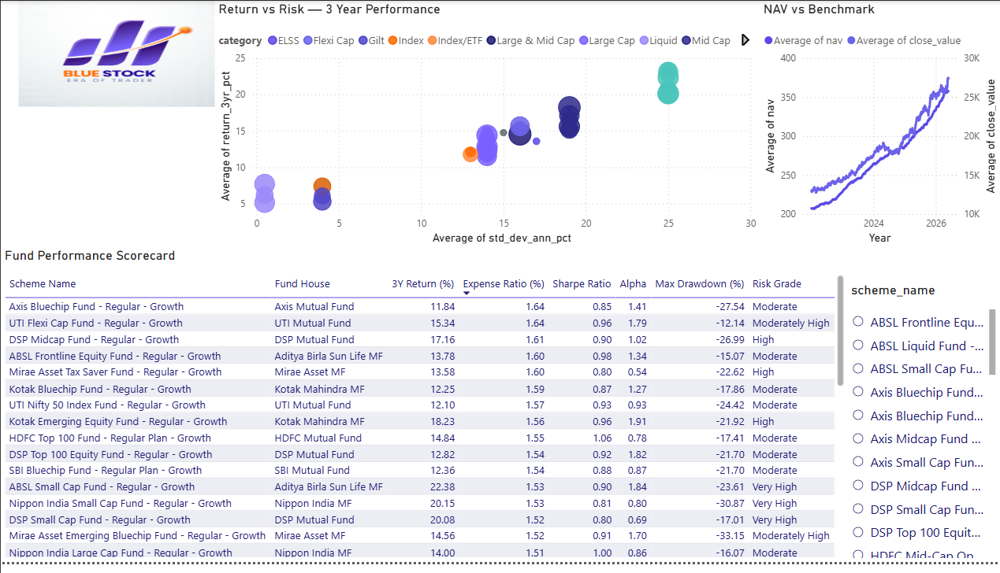 BLUE STOCK
ERA OF TRADER
Return vs Risk — 3 Year Performance
category ELSS Flexi Cap Gilt Index Index/ETF Large & Mid Cap Large Cap Liquid Mid Cap
Average of return_3yr_pct
25
20
15
10
5
0 5 10 15 20 25 30
Average of std_dev_ann_pct
NAV vs Benchmark
Average of nav Average of close_value
Average of nav
400
350
300
250
200
30K
25K
20K
15K
10K
Average of close_value
2024 2026
Year
Fund Performance Scorecard
Scheme Name Fund House 3Y Return (%) Expense Ratio (%) Sharpe Ratio Alpha Max Drawdown (%) Risk Grade
Axis Bluechip Fund - Regular - Growth Axis Mutual Fund 11.84 1.64 0.85 1.41 -27.54 Moderate
UTI Flexi Cap Fund - Regular - Growth UTI Mutual Fund 15.34 1.64 0.96 1.79 -12.14 Moderately High
DSP Midcap Fund - Regular - Growth DSP Mutual Fund 17.16 1.61 0.90 1.02 -26.99 High
ABSL Frontline Equity Fund - Regular - Growth Aditya Birla Sun Life MF 13.78 1.60 0.98 1.34 -15.07 Moderate
Mirae Asset Tax Saver Fund - Regular - Growth Mirae Asset MF 13.58 1.60 0.80 0.54 -22.62 High
Kotak Bluechip Fund - Regular - Growth Kotak Mahindra MF 12.25 1.59 0.87 1.27 -17.86 Moderate
UTI Nifty 50 Index Fund - Regular - Growth UTI Mutual Fund 12.10 1.57 0.93 0.93 -24.42 Moderate
Kotak Emerging Equity Fund - Regular - Growth Kotak Mahindra MF 18.23 1.56 0.96 1.91 -21.92 High
HDFC Top 100 Fund - Regular Plan - Growth HDFC Mutual Fund 14.84 1.55 1.06 0.78 -17.41 Moderate
DSP Top 100 Equity Fund - Regular - Growth DSP Mutual Fund 12.82 1.54 0.92 1.82 -21.70 Moderate
SBI Bluechip Fund - Regular Plan - Growth SBI Mutual Fund 12.36 1.54 0.88 0.87 -21.70 Moderate
ABSL Small Cap Fund - Regular - Growth Aditya Birla Sun Life MF 22.38 1.53 0.90 1.84 -23.61 Very High
Nippon India Small Cap Fund - Regular - Growth Nippon India MF 20.15 1.53 0.81 0.80 -30.87 Very High
DSP Small Cap Fund - Regular - Growth DSP Mutual Fund 20.08 1.52 0.80 0.69 -17.01 Very High
Mirae Asset Emerging Bluechip Fund - Regular - Growth Mirae Asset MF 14.56 1.52 0.91 1.70 -33.15 Moderately High
Nippon India Large Cap Fund - Regular - Growth Nippon India MF 14.00 1.51 1.00 0.86 -16.07 Moderate
scheme_name
ABSL Frontline Equ...
ABSL Liquid Fund -...
ABSL Small Cap Fu...
Axis Bluechip Fund...
Axis Bluechip Fund...
Axis Midcap Fund ...
Axis Small Cap Fun...
DSP Midcap Fund ...
DSP Small Cap Fun...
DSP Top 100 Equit...
HDFC Mid-Cap Op...